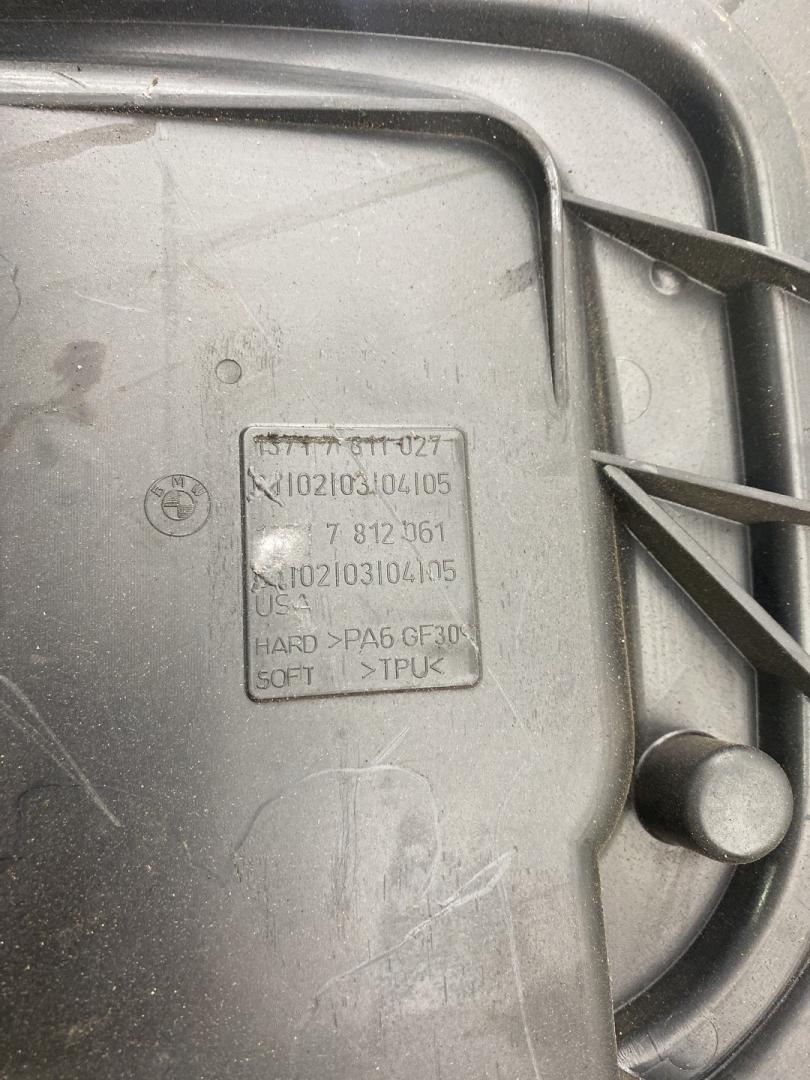 BMW
1371 7 811 027
|02|03|04|05
7 812 061
|02|03|04|05
USA
HARD >PA6 GF30<
SOFT >TPU<